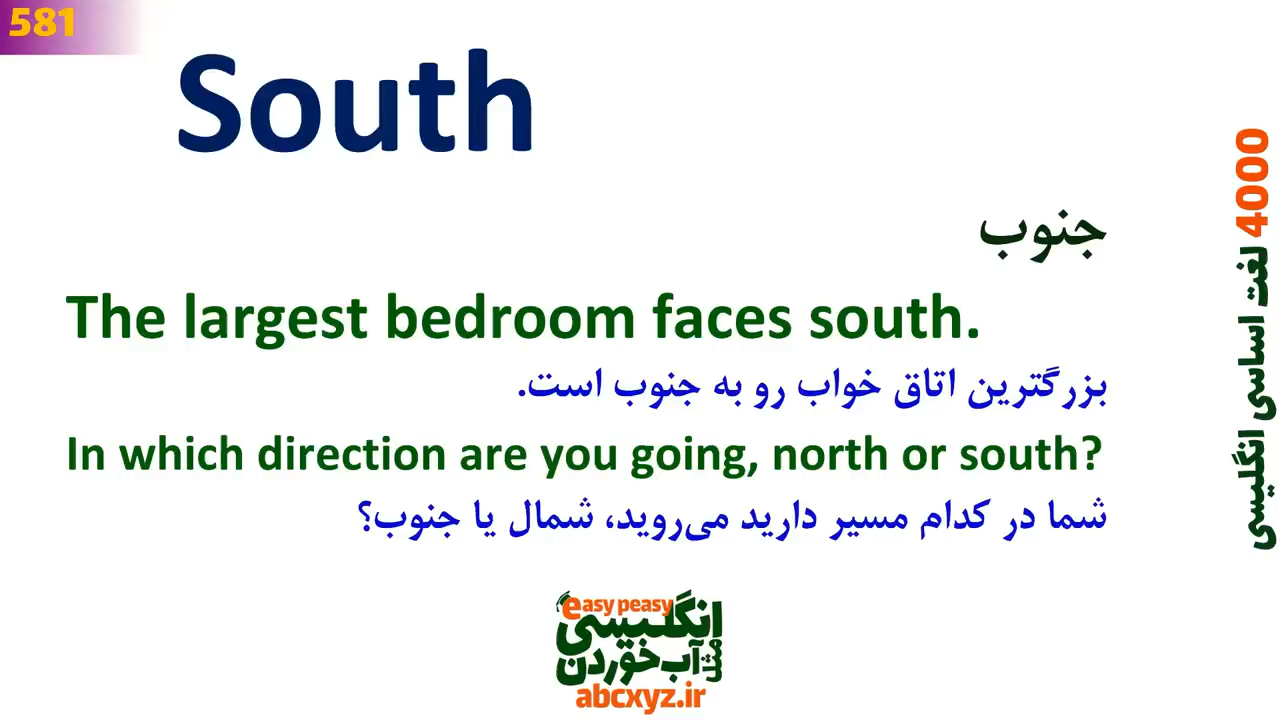 581
South
جنوب
The largest bedroom faces south.
بزرگترین اتاق خواب رو به جنوب است.
In which direction are you going, north or south?
شما در کدام مسیر دارید می‌روید، شمال یا جنوب؟
4000 لغت اساسی انگلیسی
easy peasy
انگلیسی
مثل آب خوردن
abcxyz.ir